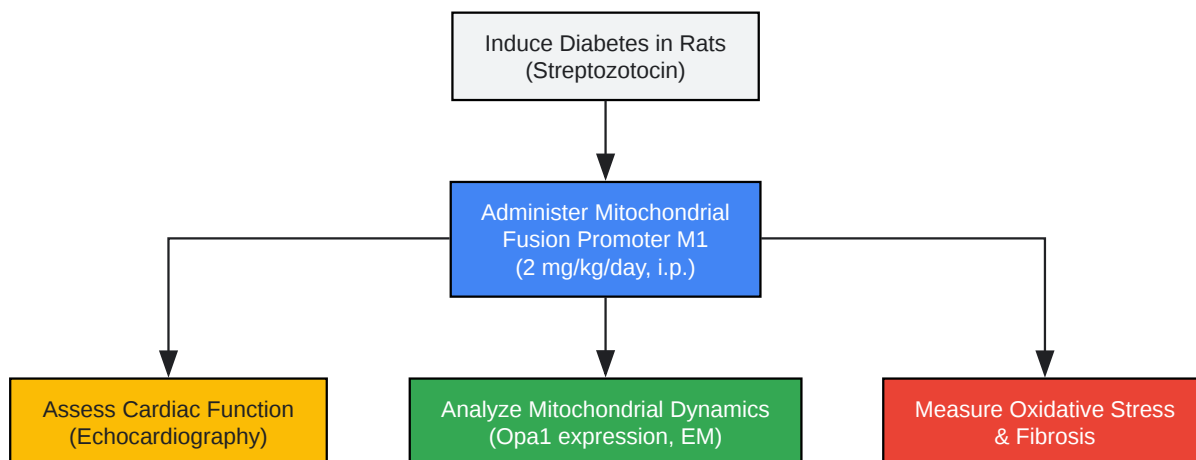 Induce Diabetes in Rats
(Streptozotocin)
Administer Mitochondrial
Fusion Promoter M1
(2 mg/kg/day, i.p.)
Assess Cardiac Function
(Echocardiography)
Analyze Mitochondrial Dynamics
(Opa1 expression, EM)
Measure Oxidative Stress
& Fibrosis